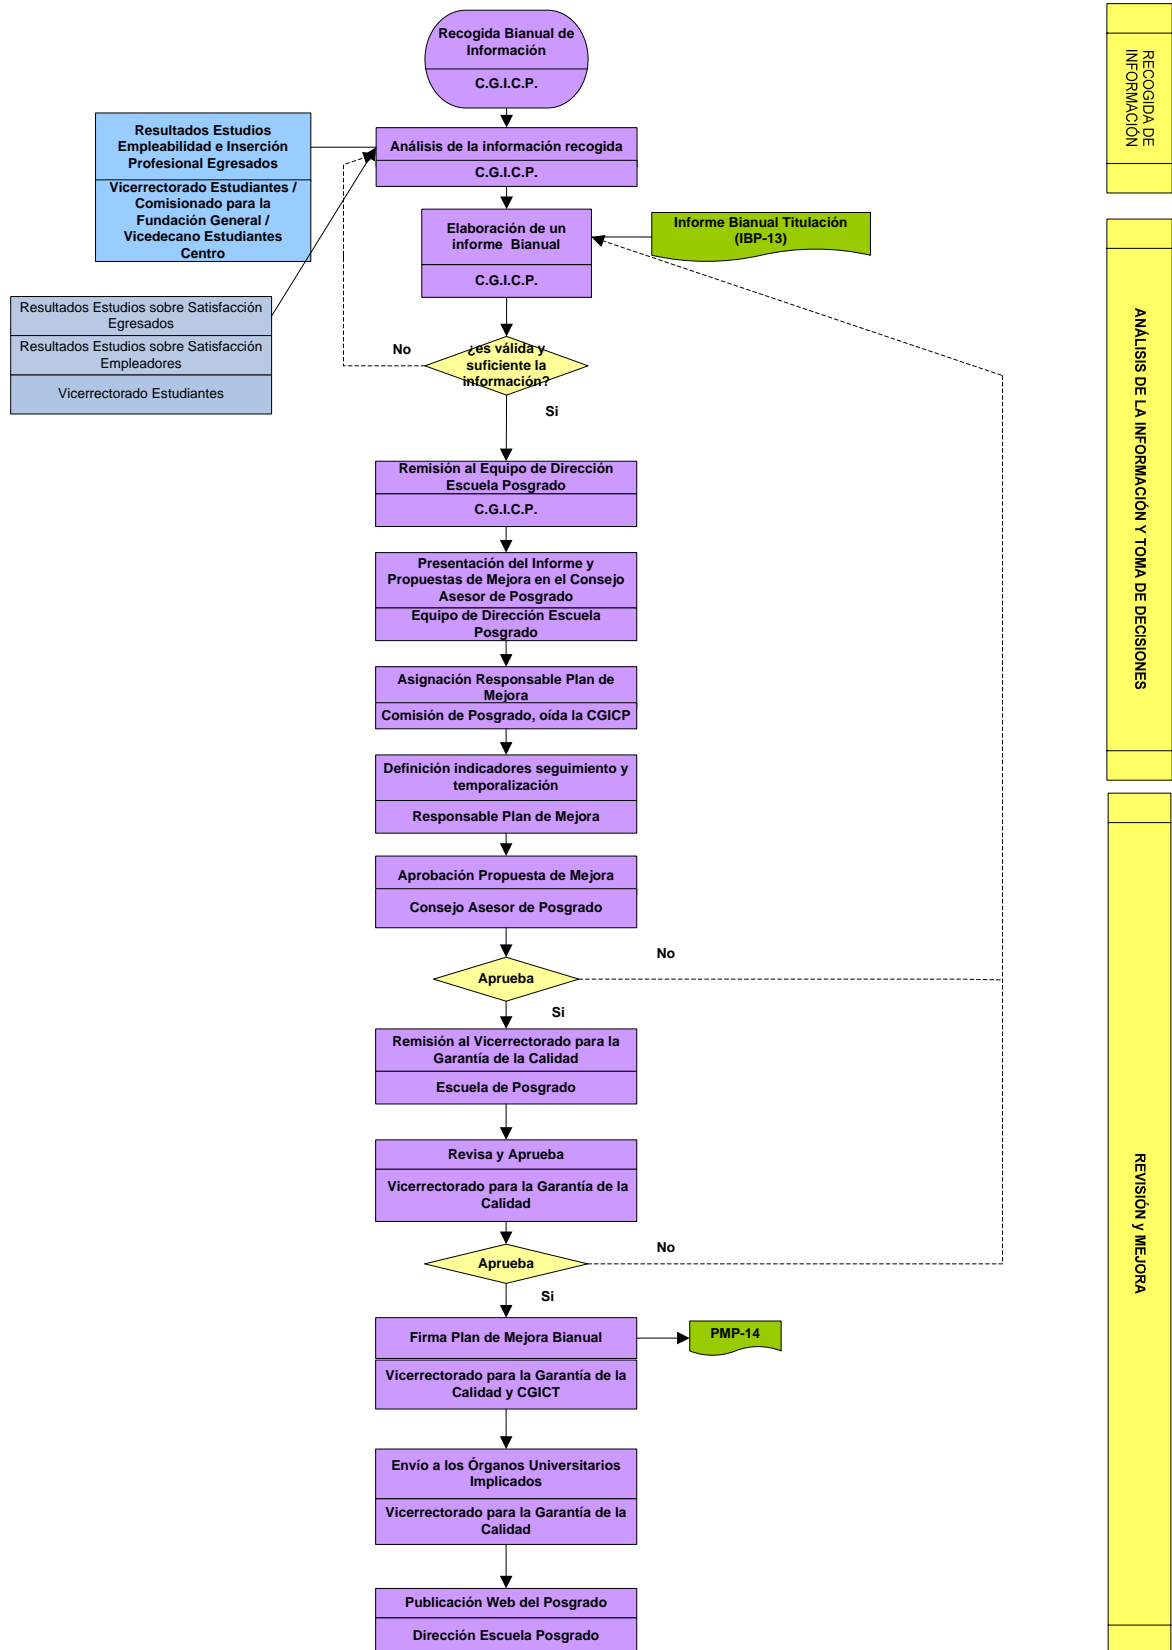 Recogida Bianual de
Información
C.G.I.C.P.
RECOGIDA DE
INFORMACIÓN
Resultados Estudios
Empleabilidad e Inserción
Profesional Egresados
Vicerrectorado Estudiantes /
Comisionado para la
Fundación General /
Vicedecano Estudiantes
Centro
Análisis de la información recogida
C.G.I.C.P.
Elaboración de un
informe Bianual
C.G.I.C.P.
Informe Bianual Titulación
(IBP-13)
Resultados Estudios sobre Satisfacción
Egresados
Resultados Estudios sobre Satisfacción
Empleadores
Vicerrectorado Estudiantes
No
¿es válida y
suficiente la
información?
Si
ANÁLISIS DE LA INFORMACIÓN Y TOMA DE DECISIONES
Remisión al Equipo de Dirección
Escuela Posgrado
C.G.I.C.P.
Presentación del Informe y
Propuestas de Mejora en el Consejo
Asesor de Posgrado
Equipo de Dirección Escuela
Posgrado
Asignación Responsable Plan de
Mejora
Comisión de Posgrado, oída la CGICP
Definición indicadores seguimiento y
temporalización
Responsable Plan de Mejora
Aprobación Propuesta de Mejora
Consejo Asesor de Posgrado
Aprueba
No
Si
Remisión al Vicerrectorado para la
Garantía de la Calidad
Escuela de Posgrado
Revisa y Aprueba
Vicerrectorado para la Garantía de la
Calidad
REVISIÓN y MEJORA
Aprueba
No
Si
Firma Plan de Mejora Bianual
Vicerrectorado para la Garantía de la
Calidad y CGICT
PMP-14
Envío a los Órganos Universitarios
Implicados
Vicerrectorado para la Garantía de la
Calidad
Publicación Web del Posgrado
Dirección Escuela Posgrado